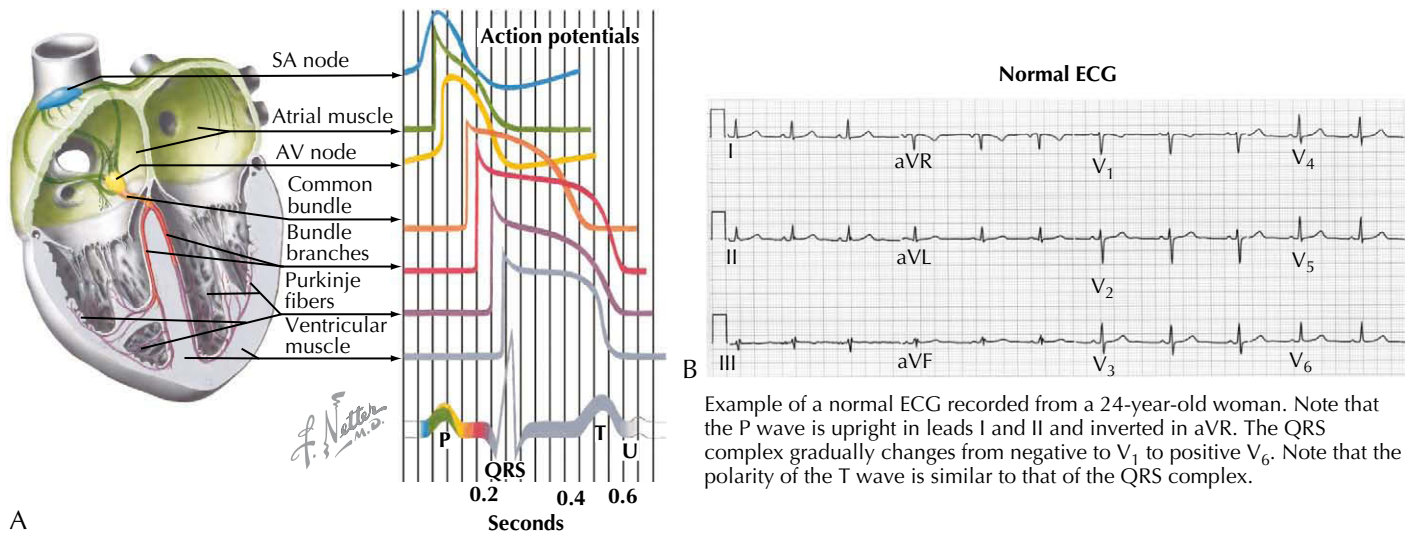 Action potentials
SA node
Atrial muscle
AV node
Common
bundle
Bundle
branches
Purkinje
fibers
Ventricular
muscle
F. Netter
M.D.
P
QRS
T
U
0.2
0.4
0.6
Seconds
A
Normal ECG
I
aVR
V1
V4
II
aVL
V2
V5
III
aVF
V3
V6
B
Example of a normal ECG recorded from a 24-year-old woman. Note that
the P wave is upright in leads I and II and inverted in aVR. The QRS
complex gradually changes from negative to V1 to positive V6. Note that the
polarity of the T wave is similar to that of the QRS complex.